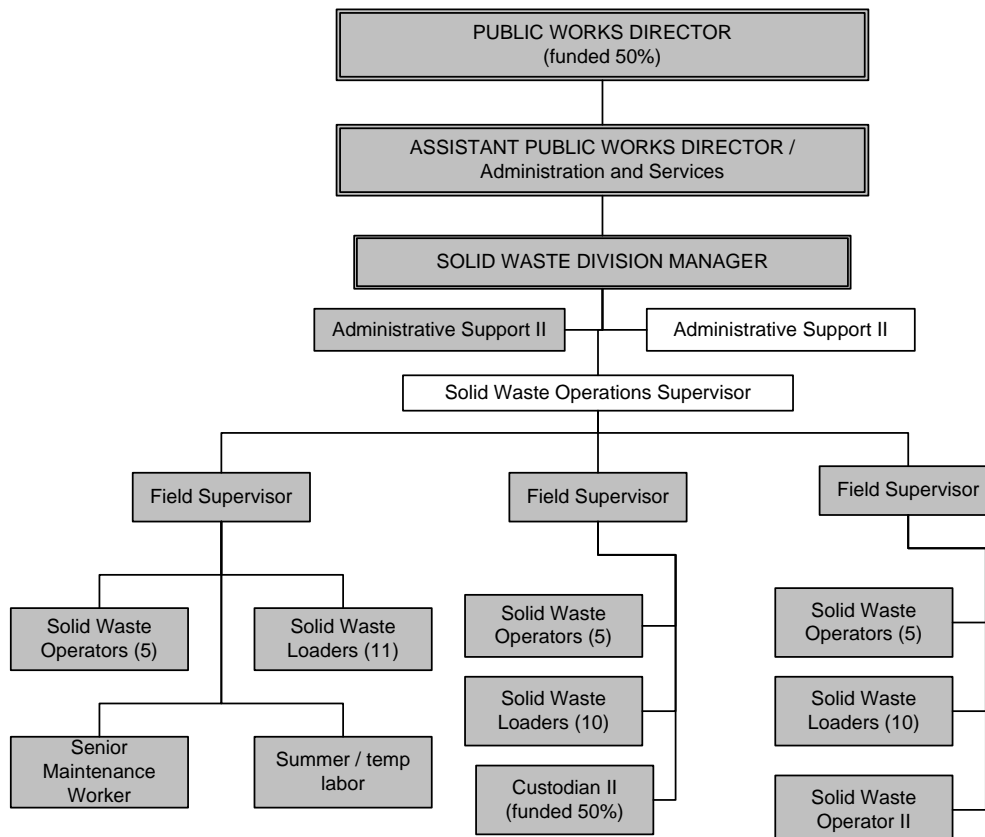 PUBLIC WORKS DIRECTOR
(funded 50%)
ASSISTANT PUBLIC WORKS DIRECTOR /
Administration and Services
SOLID WASTE DIVISION MANAGER
Administrative Support II
Administrative Support II
Solid Waste Operations Supervisor
Field Supervisor
Field Supervisor
Field Supervisor
Solid Waste
Operators (5)
Solid Waste
Loaders (11)
Senior
Maintenance
Worker
Summer / temp
labor
Solid Waste
Operators (5)
Solid Waste
Loaders (10)
Custodian II
(funded 50%)
Solid Waste
Operators (5)
Solid Waste
Loaders (10)
Solid Waste
Operator II